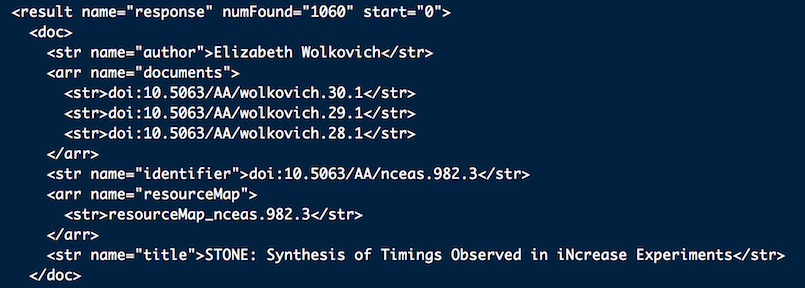 <result name="response" numFound="1060" start="0">
<doc>
<str name="author">Elizabeth Wolkovich</str>
<arr name="documents">
<str>doi:10.5063/AA/wolkovich.30.1</str>
<str>doi:10.5063/AA/wolkovich.29.1</str>
<str>doi:10.5063/AA/wolkovich.28.1</str>
</arr>
<str name="identifier">doi:10.5063/AA/nceas.982.3</str>
<arr name="resourceMap">
<str>resourceMap_nceas.982.3</str>
</arr>
<str name="title">STONE: Synthesis of Timings Observed in iNcrease Experiments</str>
</doc>